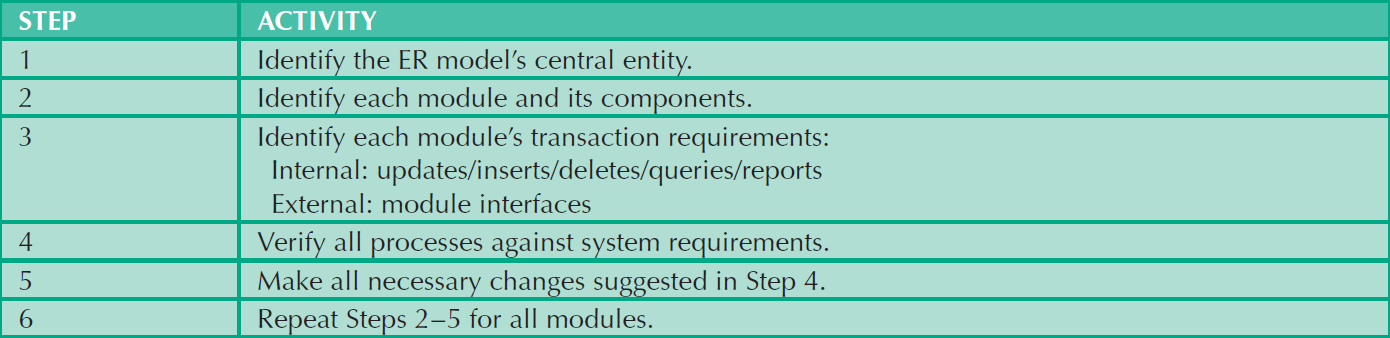 STEP ACTIVITY
1 Identify the ER model’s central entity.
2 Identify each module and its components.
3 Identify each module’s transaction requirements:
Internal: updates/inserts/deletes/queries/reports
External: module interfaces
4 Verify all processes against system requirements.
5 Make all necessary changes suggested in Step 4.
6 Repeat Steps 2–5 for all modules.